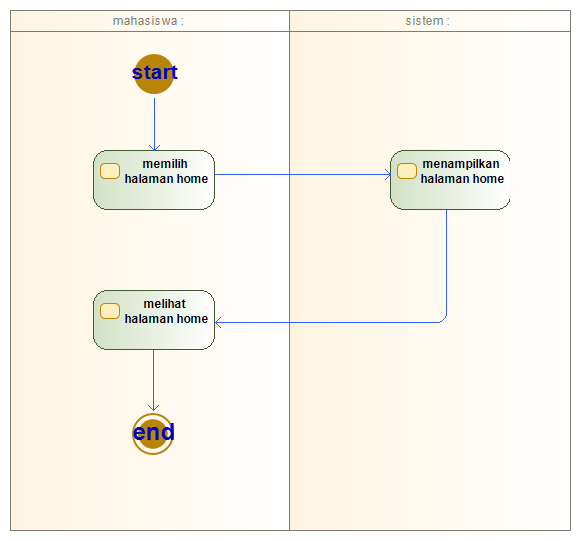 mahasiswa :
sistem :
start
memilih
halaman home
menampilkan
halaman home
melihat
halaman home
end